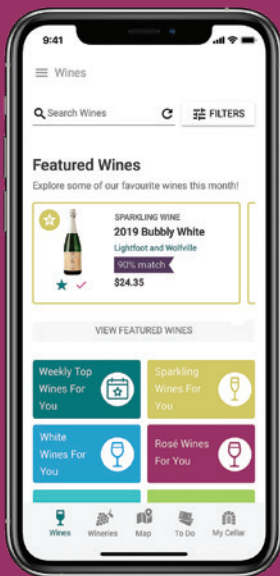 9:41
Wines
Search Wines
FILTERS
Featured Wines
Explore some of our favourite wines this month!
SPARKLING WINE
2019 Bubbly White
Lightfoot and Wolfville
90% match
$24.35
VIEW FEATURED WINES
Weekly Top
Wines For
You
Sparkling
Wines For
You
White
Wines For
You
Rosé Wines
For You
Wines
Wineries
Map
To Do
My Cellar